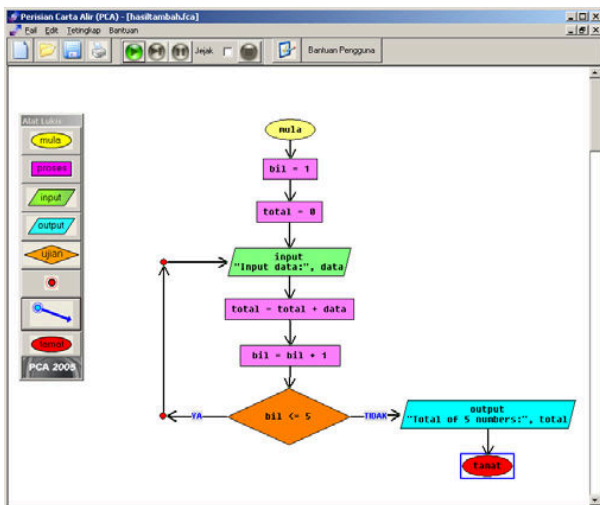 Perisian Carta Alir (PCA) - [hasiltambah.fca]
Fail Edit Tetingkap Bantuan
Jejak
Bantuan Pengguna
Alat Lukis
mula
proses
input
output
ujian
tamat
PCA 2005
mula
bil = 1
total = 0
input
"Input data:", data
total = total + data
bil = bil + 1
bil <= 5
YA
TIDAK
output
"Total of 5 numbers:", total
tamat